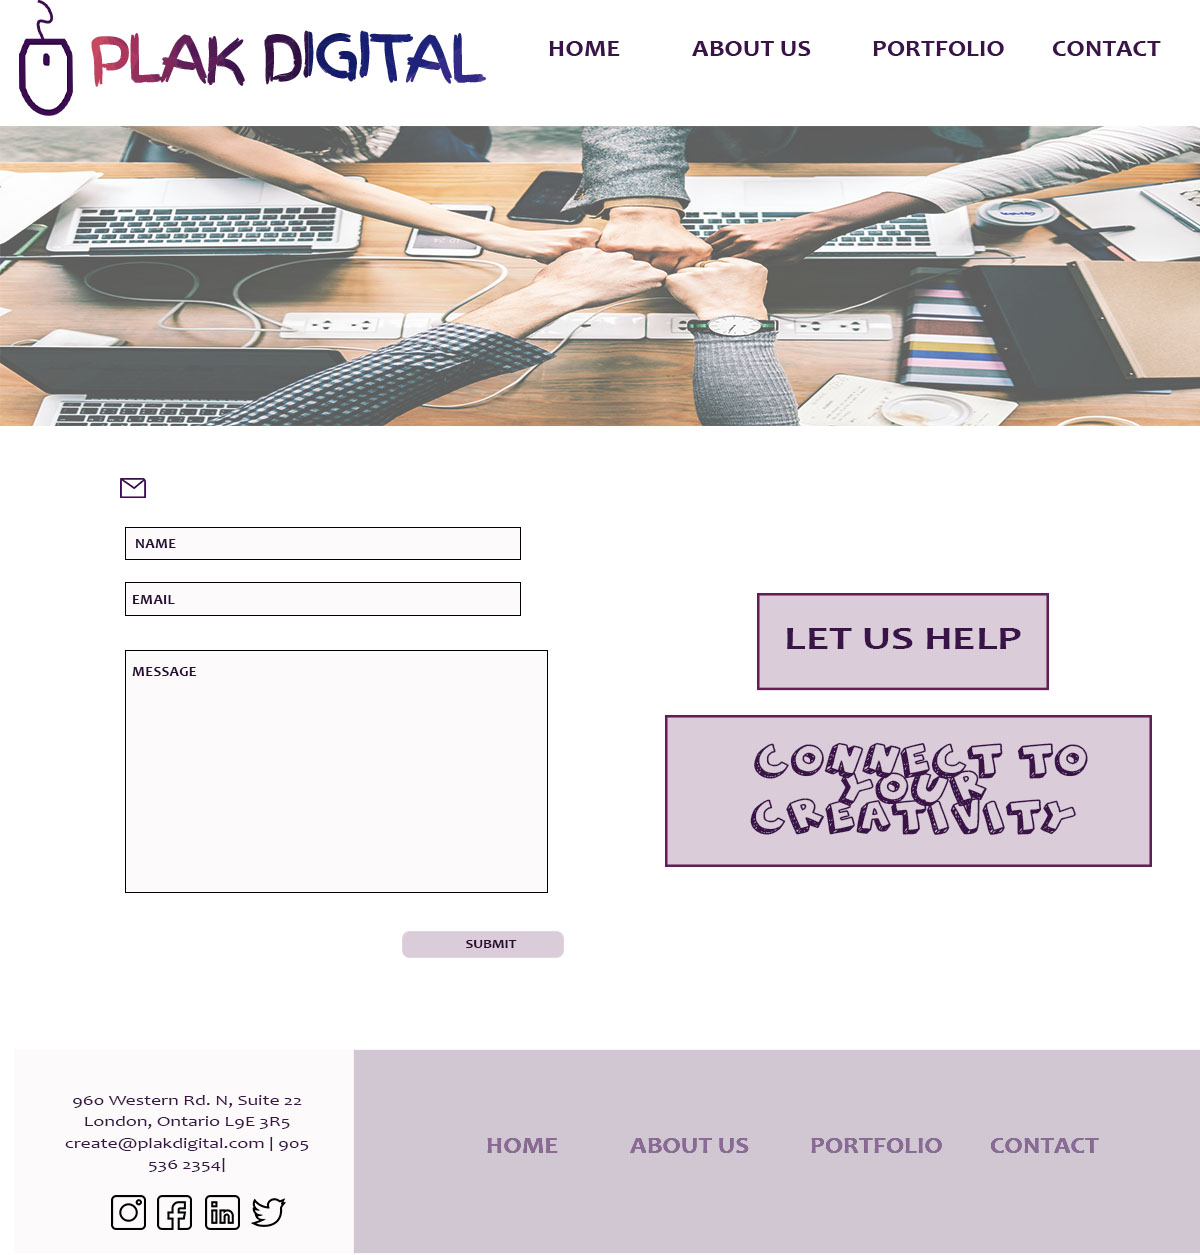 PLAK DIGITAL
HOME
ABOUT US
PORTFOLIO
CONTACT
NAME
EMAIL
MESSAGE
SUBMIT
LET US HELP
CONNECT TO
YOUR
CREATIVITY
960 Western Rd. N, Suite 22
London, Ontario L9E 3R5
create@plakdigital.com | 905
536 2354|
HOME
ABOUT US
PORTFOLIO
CONTACT